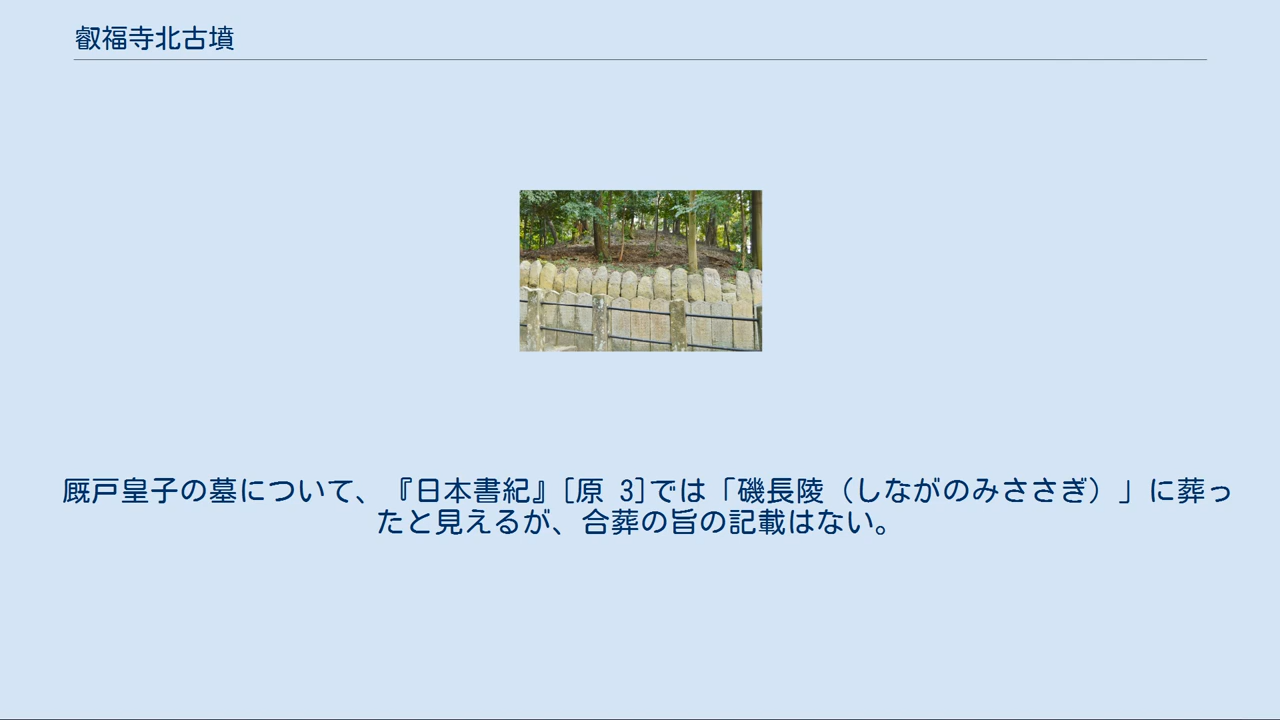 叡福寺北古墳
厩戸皇子の墓について、『日本書紀』[原 3]では「磯長陵（しながのみささぎ）」に葬っ
たと見えるが、合葬の旨の記載はない。